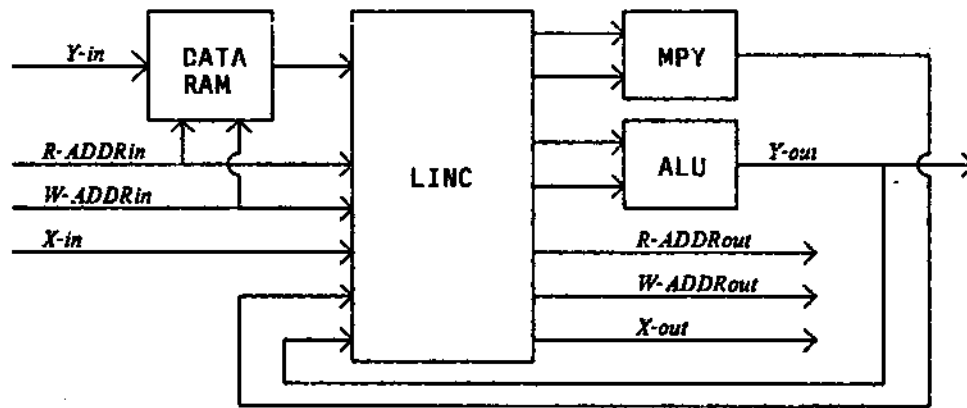 Y-in
DATA
RAM
R-ADDRin
W-ADDRin
X-in
LINC
MPY
ALU
Y-out
R-ADDRout
W-ADDRout
X-out